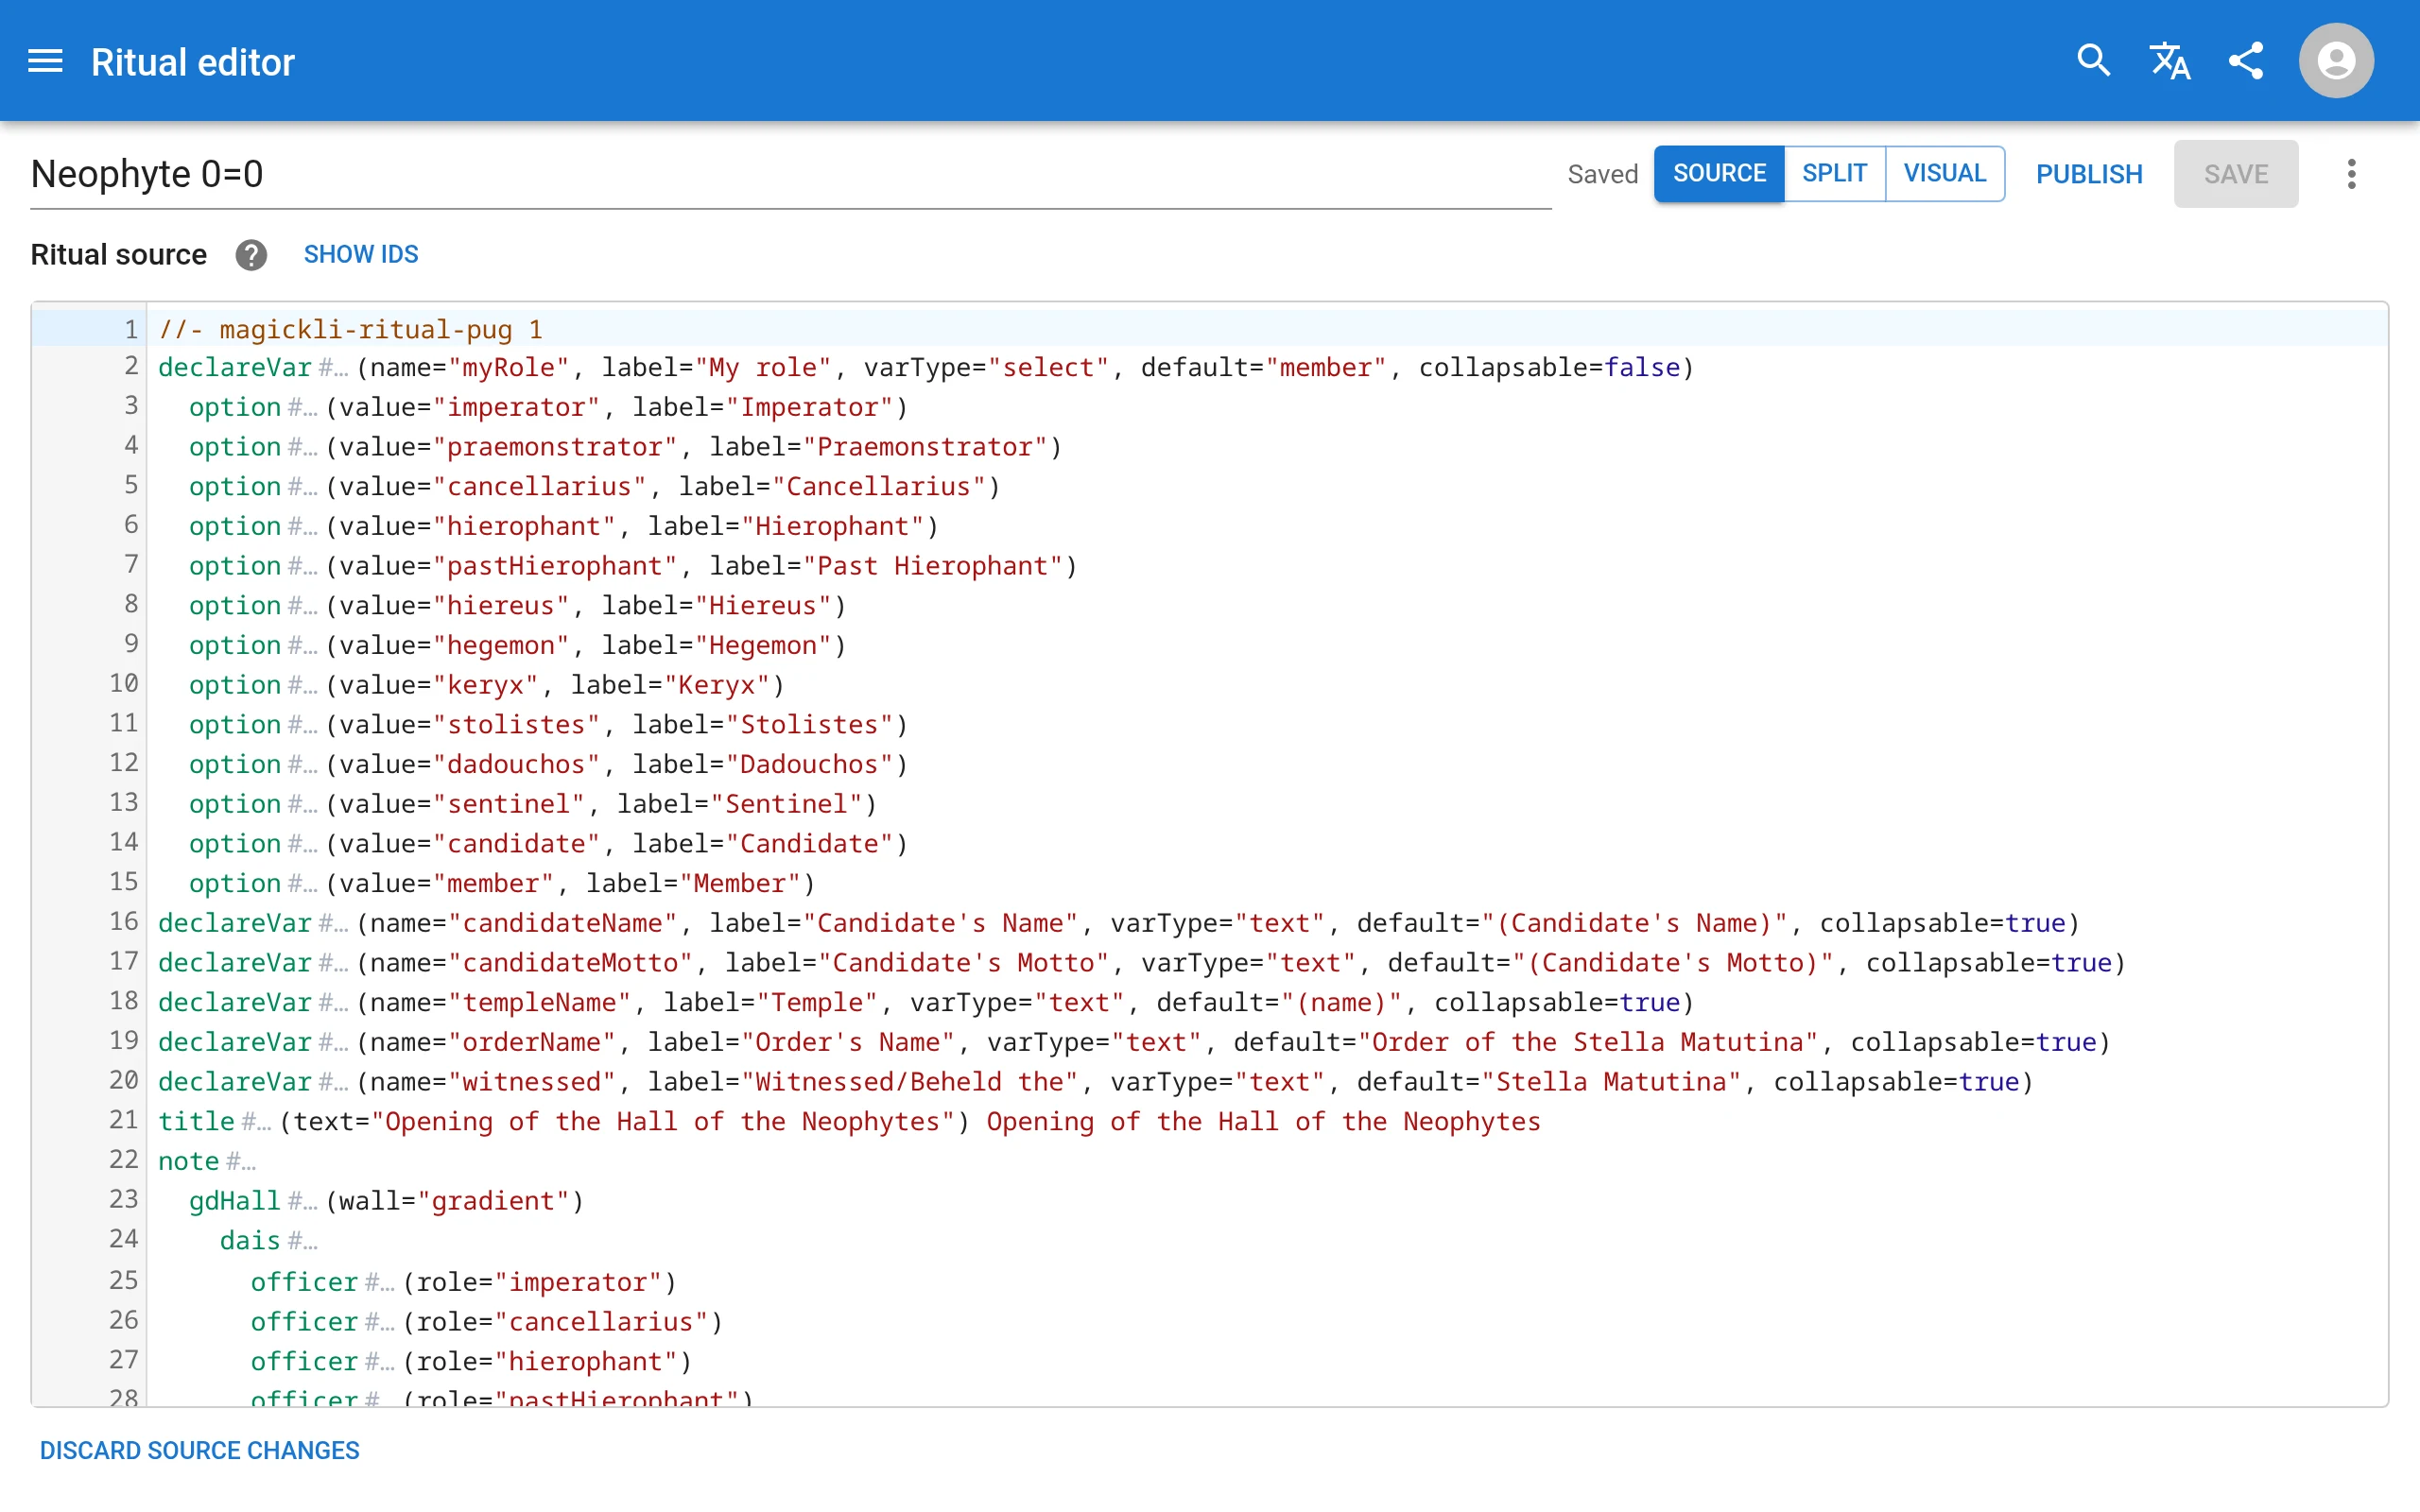 Ritual editor
Neophyte 0=0
Saved SOURCE SPLIT VISUAL PUBLISH SAVE
Ritual source ? SHOW IDS
1 //- magickli-ritual-pug 1
2 declareVar #… (name="myRole", label="My role", varType="select", default="member", collapsable=false)
3 option #… (value="imperator", label="Imperator")
4 option #… (value="praemonstrator", label="Praemonstrator")
5 option #… (value="cancellarius", label="Cancellarius")
6 option #… (value="hierophant", label="Hierophant")
7 option #… (value="pastHierophant", label="Past Hierophant")
8 option #… (value="hiereus", label="Hiereus")
9 option #… (value="hegemon", label="Hegemon")
10 option #… (value="keryx", label="Keryx")
11 option #… (value="stolistes", label="Stolistes")
12 option #… (value="dadouchos", label="Dadouchos")
13 option #… (value="sentinel", label="Sentinel")
14 option #… (value="candidate", label="Candidate")
15 option #… (value="member", label="Member")
16 declareVar #… (name="candidateName", label="Candidate's Name", varType="text", default="(Candidate's Name)", collapsable=true)
17 declareVar #… (name="candidateMotto", label="Candidate's Motto", varType="text", default="(Candidate's Motto)", collapsable=true)
18 declareVar #… (name="templeName", label="Temple", varType="text", default="(name)", collapsable=true)
19 declareVar #… (name="orderName", label="Order's Name", varType="text", default="Order of the Stella Matutina", collapsable=true)
20 declareVar #… (name="witnessed", label="Witnessed/Beheld the", varType="text", default="Stella Matutina", collapsable=true)
21 title #… (text="Opening of the Hall of the Neophytes") Opening of the Hall of the Neophytes
22 note #…
23 gdHall #… (wall="gradient")
24 dais #…
25 officer #… (role="imperator")
26 officer #… (role="cancellarius")
27 officer #… (role="hierophant")
28 officer #… (role="pastHierophant")
DISCARD SOURCE CHANGES